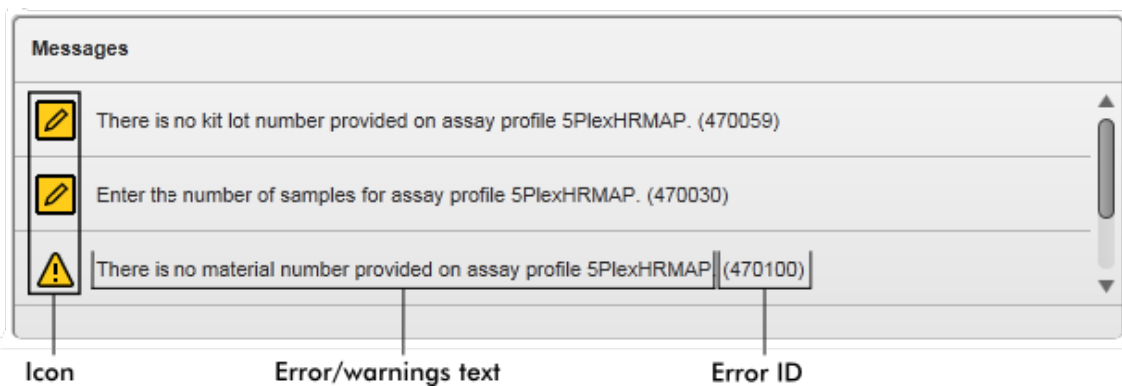 Messages
There is no kit lot number provided on assay profile 5PlexHRMAP. (470059)
Enter the number of samples for assay profile 5PlexHRMAP. (470030)
There is no material number provided on assay profile 5PlexHRMAP. (470100)
Icon Error/warnings text Error ID